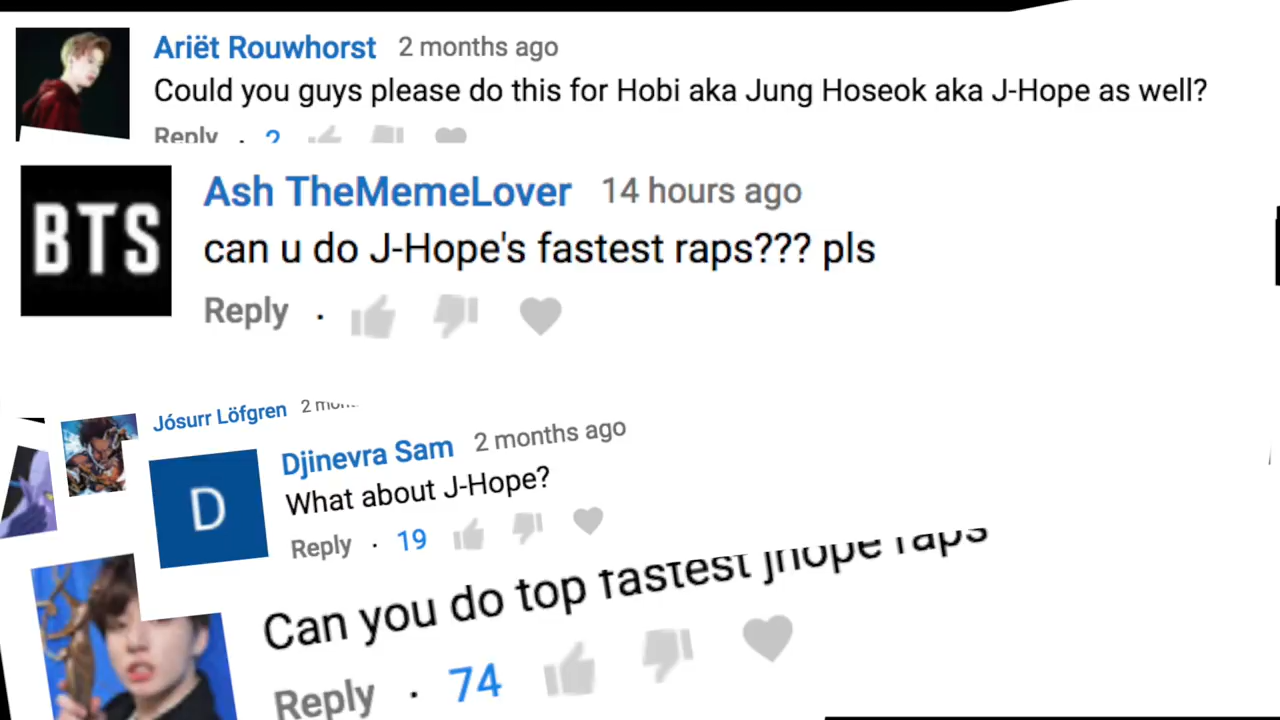 Ariët Rouwhorst 2 months ago
Could you guys please do this for Hobi aka Jung Hoseok aka J-Hope as well?
Reply · 2
BTS
Ash TheMemeLover 14 hours ago
can u do J-Hope's fastest raps??? pls
Reply ·
Jósurr Löfgren 2
D
Djinevra Sam 2 months ago
What about J-Hope?
Reply · 19
Can you do top fastest jhope raps
Reply · 74